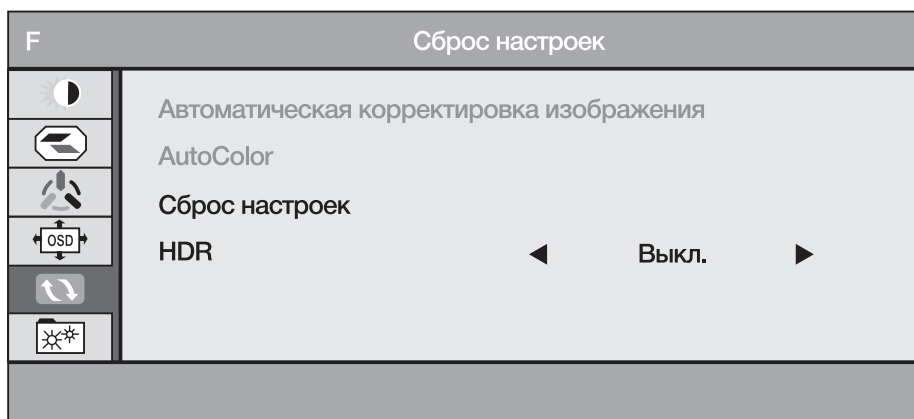 F Сброс настроек
Автоматическая корректировка изображения
AutoColor
Сброс настроек
HDR ◀ Выкл. ▶
OSD